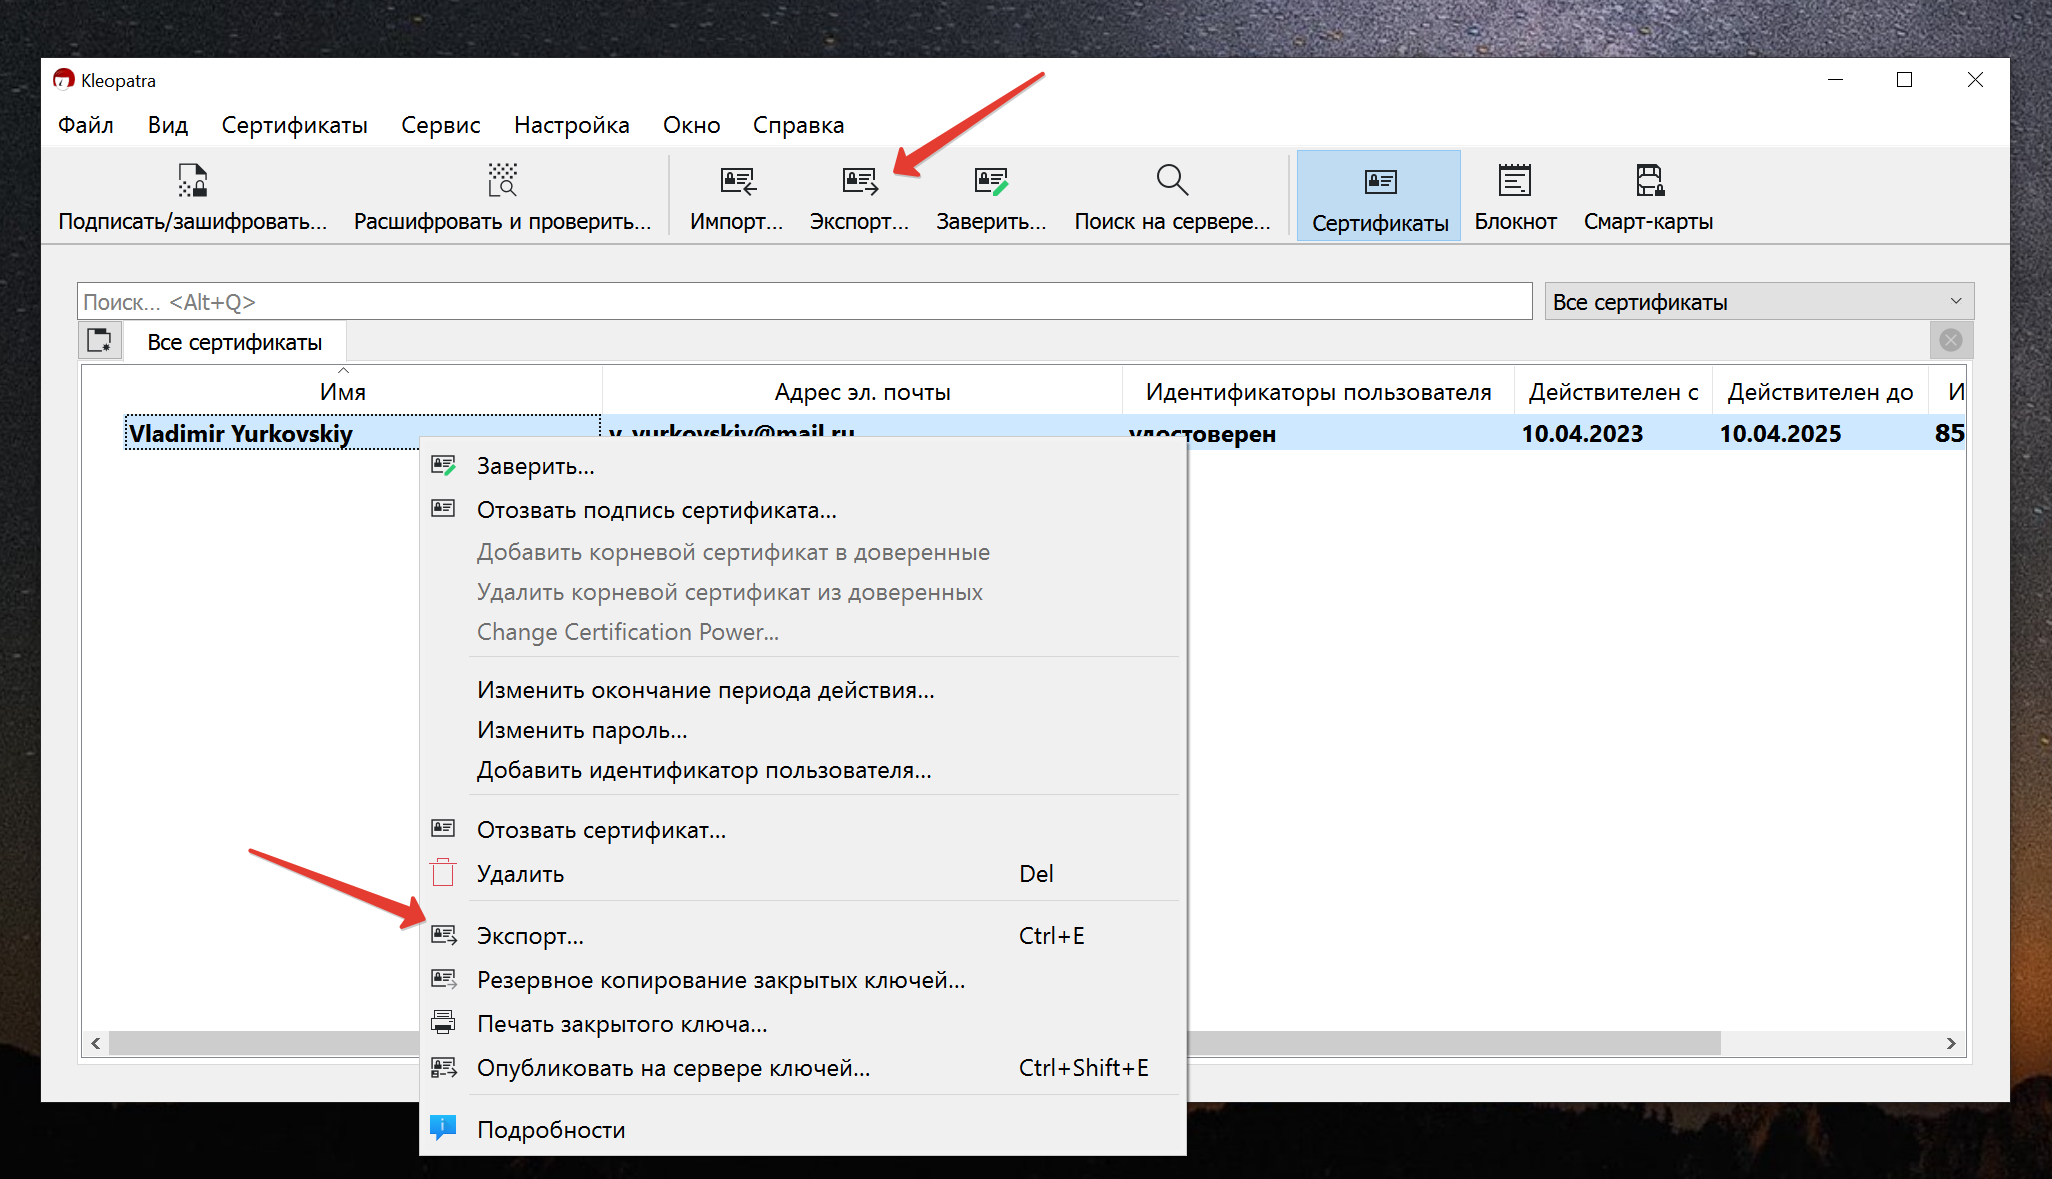 Kleopatra
Файл Вид Сертификаты Сервис Настройка Окно Справка
Подписать/зашифровать... Расшифровать и проверить... Импорт... Экспорт... Заверить... Поиск на сервере... Сертификаты Блокнот Смарт-карты
Поиск... <Alt+Q> Все сертификаты
Все сертификаты
Имя Адрес эл. почты Идентификаторы пользователя Действителен с Действителен до И
Vladimir Yurkovskiy v_yurkovskiy@mail.ru удостоверен 10.04.2023 10.04.2025 85
Заверить...
Отозвать подпись сертификата...
Добавить корневой сертификат в доверенные
Удалить корневой сертификат из доверенных
Change Certification Power...
Изменить окончание периода действия...
Изменить пароль...
Добавить идентификатор пользователя...
Отозвать сертификат...
Удалить Del
Экспорт... Ctrl+E
Резервное копирование закрытых ключей...
Печать закрытого ключа...
Опубликовать на сервере ключей... Ctrl+Shift+E
Подробности